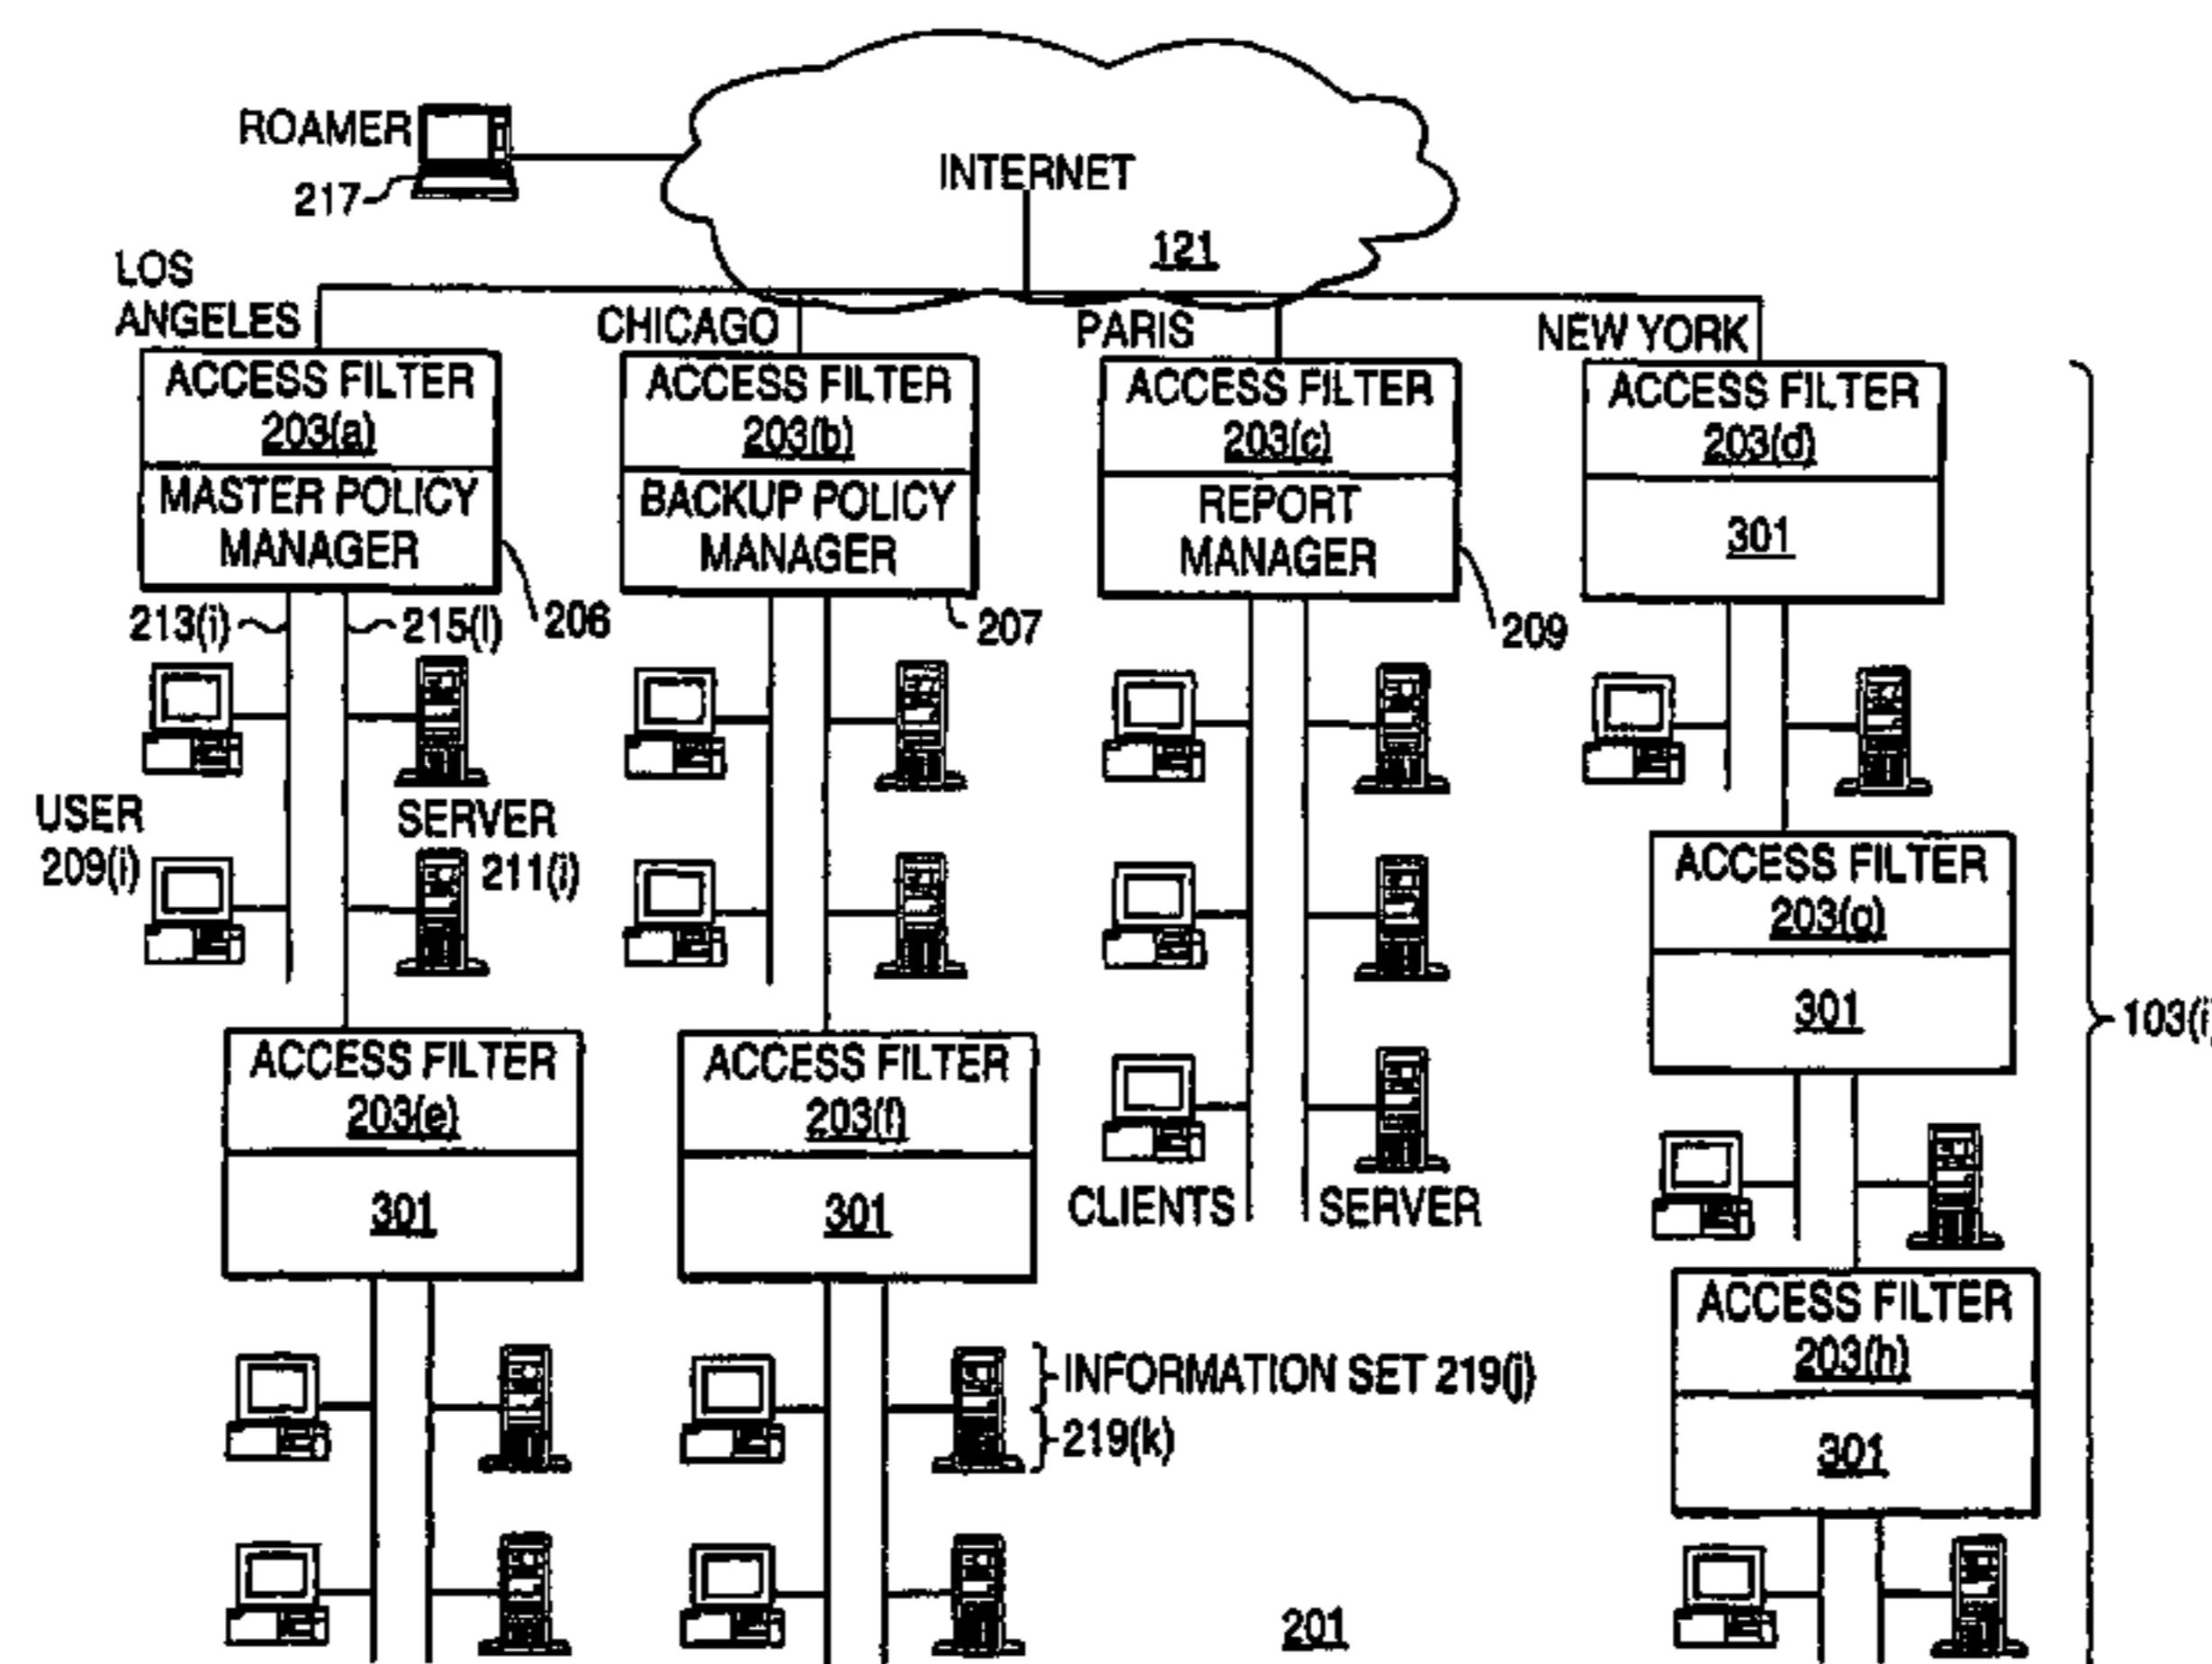 ROAMER
217
INTERNET
121
LOS
ANGELES
CHICAGO
PARIS
NEW YORK
ACCESS FILTER
203(a)
MASTER POLICY
MANAGER
206
ACCESS FILTER
203(b)
BACKUP POLICY
MANAGER
207
ACCESS FILTER
203(c)
REPORT
MANAGER
209
ACCESS FILTER
203(d)
301
213(i)
215(i)
USER
209(i)
SERVER
211(i)
ACCESS FILTER
203(g)
301
103(i)
ACCESS FILTER
203(e)
301
ACCESS FILTER
203(f)
301
CLIENTS
SERVER
ACCESS FILTER
203(h)
301
INFORMATION SET 219(j)
219(k)
201